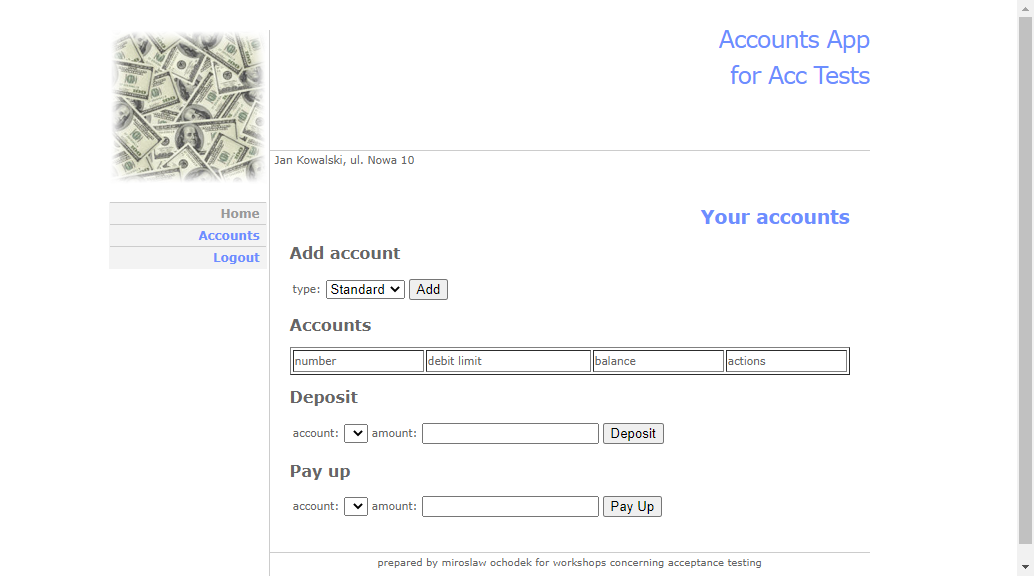 Accounts App
for Acc Tests
Jan Kowalski, ul. Nowa 10
Home
Accounts
Logout
Your accounts
Add account
type: Standard Add
Accounts
number debit limit balance actions
Deposit
account: amount: Deposit
Pay up
account: amount: Pay Up
prepared by miroslaw ochodek for workshops concerning acceptance testing